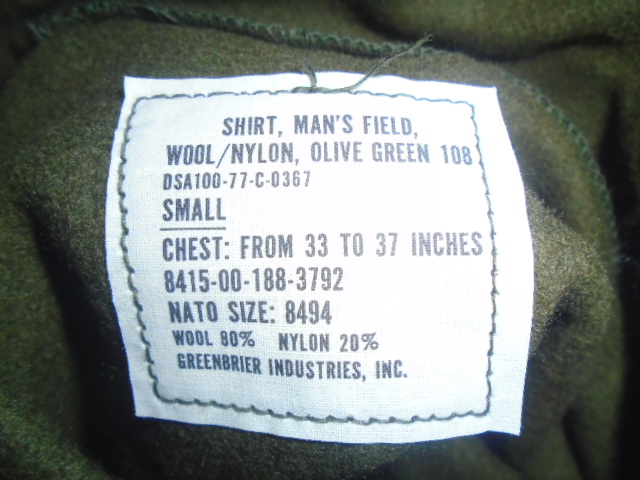 SHIRT, MAN'S FIELD,
WOOL/NYLON, OLIVE GREEN 108
DSA100-77-C-0367
SMALL
CHEST: FROM 33 TO 37 INCHES
8415-00-188-3792
NATO SIZE: 8494
WOOL 80% NYLON 20%
GREENBRIER INDUSTRIES, INC.